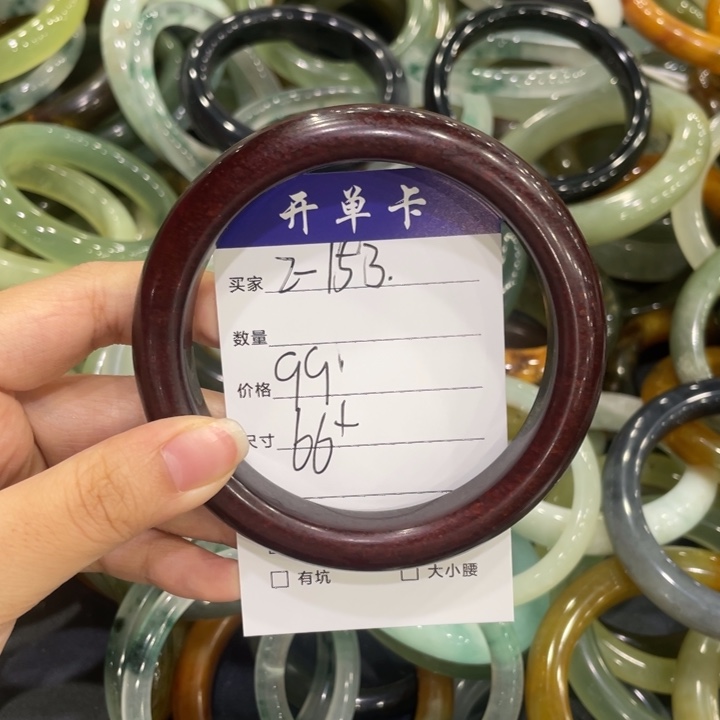 开单卡
买家 2-153.
数量
价格 99
尺寸 66+
有坑 大小腰